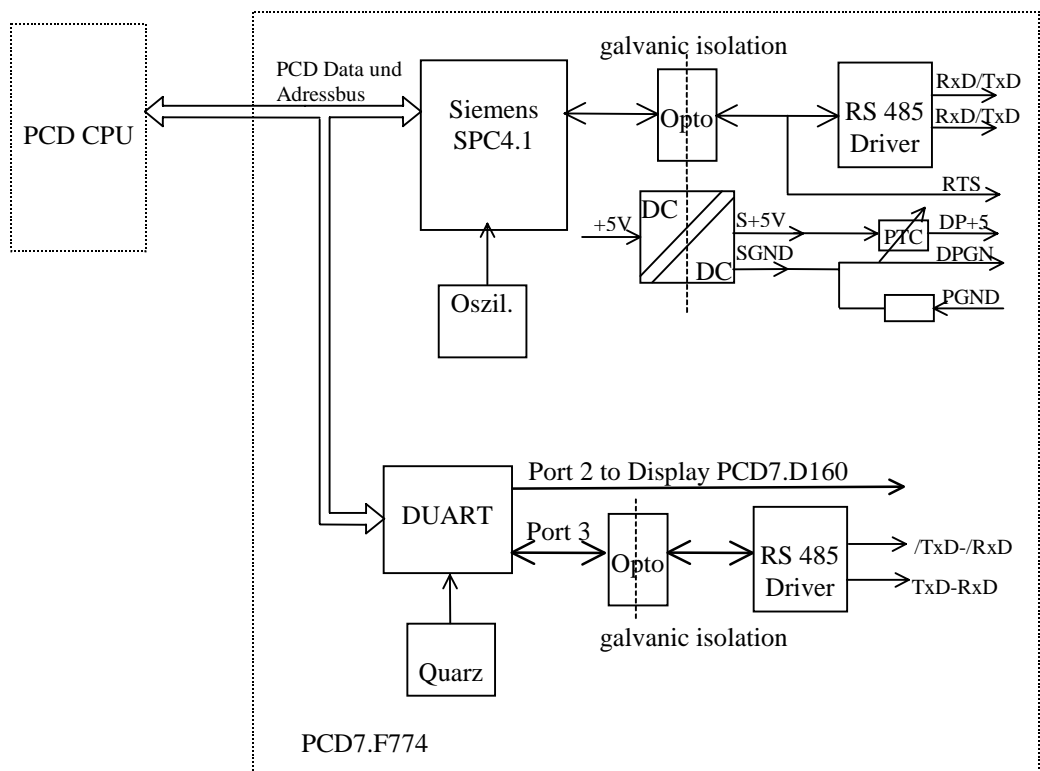 galvanic isolation
PCD Data und
Adressbus
PCD CPU
Siemens
SPC4.1
Opto
RS 485
Driver
RxD/TxD
RxD/TxD
RTS
+5V
DC
DC
S+5V
SGND
PTC
DP+5
DPGN
PGND
Oszil.
Port 2 to Display PCD7.D160
DUART
Port 3
Opto
RS 485
Driver
/TxD-/RxD
TxD-RxD
galvanic isolation
Quarz
PCD7.F774